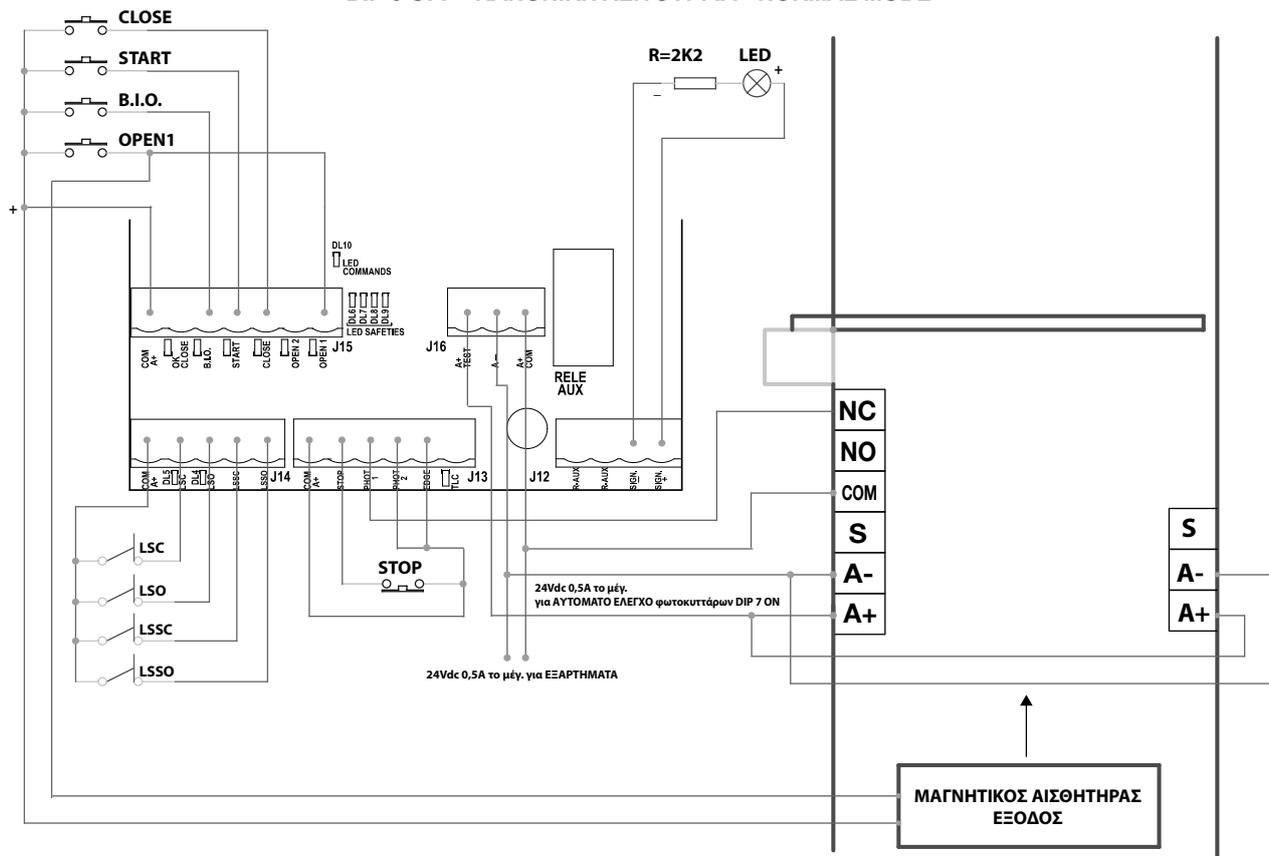 CLOSE
START
B.I.O.
OPEN1
+
R=2K2
LED
+
–
DL10
LED
COMMANDS
DL6
DL7
DL8
DL9
LED SAFETIES
COM
A+
OK
CLOSE
B.I.O.
START
CLOSE
OPEN 2
OPEN 1
J15
J16
A+
TEST
A –
A+
COM
RELE
AUX
COM
A+
DL5
LSC
DL4
LSO
LSSC
LSSO
J14
COM
A+
STOP
PHOT
1
PHOT
2
EDGE
TLC
J13
J12
R-AUX
R-AUX
SIGN.
-
SIGN.
+
NC
NO
COM
S
A-
A+
S
A-
A+
LSC
LSO
LSSC
LSSO
STOP
24Vdc 0,5A το μέγ.
για ΑΥΤΟΜΑΤΟ ΕΛΕΓΧΟ φωτοκυττάρων DIP 7 ON
24Vdc 0,5A το μέγ. για ΕΞΑΡΤΗΜΑΤΑ
ΜΑΓΝΗΤΙΚΟΣ ΑΙΣΘΗΤΗΡΑΣ
ΕΞΟΔΟΣ